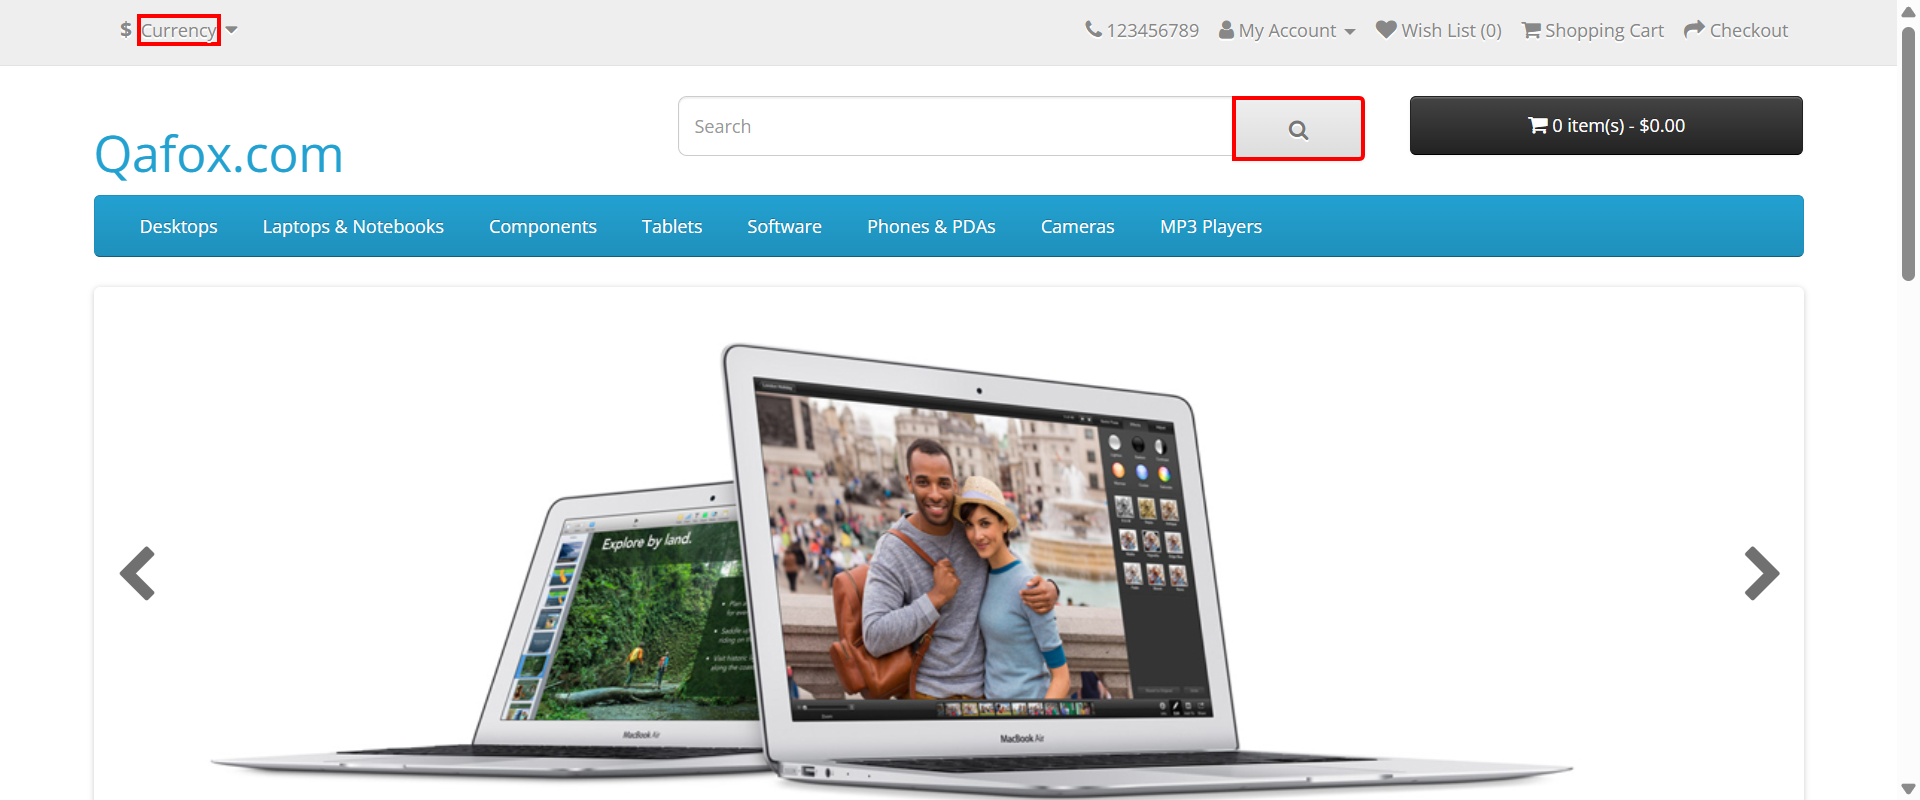 $ Currency
123456789 My Account Wish List (0) Shopping Cart Checkout
Search
0 item(s) - $0.00
Qafox.com
Desktops Laptops & Notebooks Components Tablets Software Phones & PDAs Cameras MP3 Players
Explore by land.
MacBook Air
MacBook Air